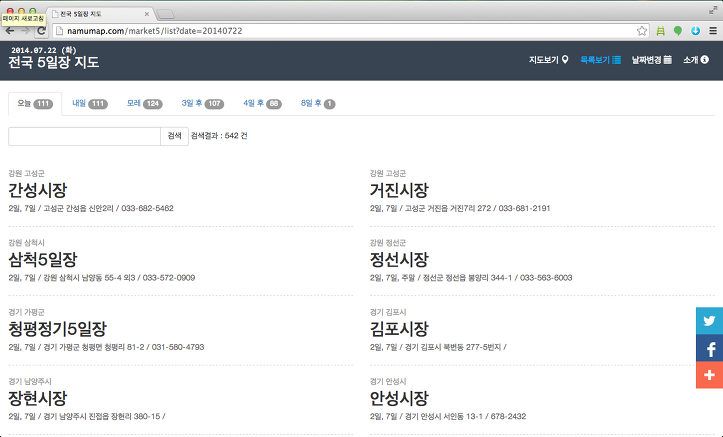 전국 5일장 지도
페이지 새로고침
namumap.com/market5/list?date=20140722
2014.07.22 (화)
전국 5일장 지도
지도보기 목록보기 날짜변경 소개
오늘 111 내일 111 모레 124 3일 후 107 4일 후 88 8일 후 1
검색 검색결과 : 542 건
강원 고성군
간성시장
2일, 7일 / 고성군 간성읍 신안2리 / 033-682-5462
강원 고성군
거진시장
2일, 7일 / 고성군 거진읍 거진7리 272 / 033-681-2191
강원 삼척시
삼척5일장
2일, 7일 / 강원 삼척시 남양동 55-4 외3 / 033-572-0909
강원 정선군
정선시장
2일, 7일, 주말 / 정선군 정선읍 봉양리 344-1 / 033-563-6003
경기 가평군
청평정기5일장
2일, 7일 / 경기 가평군 청평면 청평리 81-2 / 031-580-4793
경기 김포시
김포시장
2일, 7일 / 경기 김포시 북변동 277-5번지 /
경기 남양주시
장현시장
2일, 7일 / 경기 남양주시 진접읍 장현리 380-15 /
경기 안성시
안성시장
2일, 7일 / 경기 안성시 서인동 13-1 / 678-2432